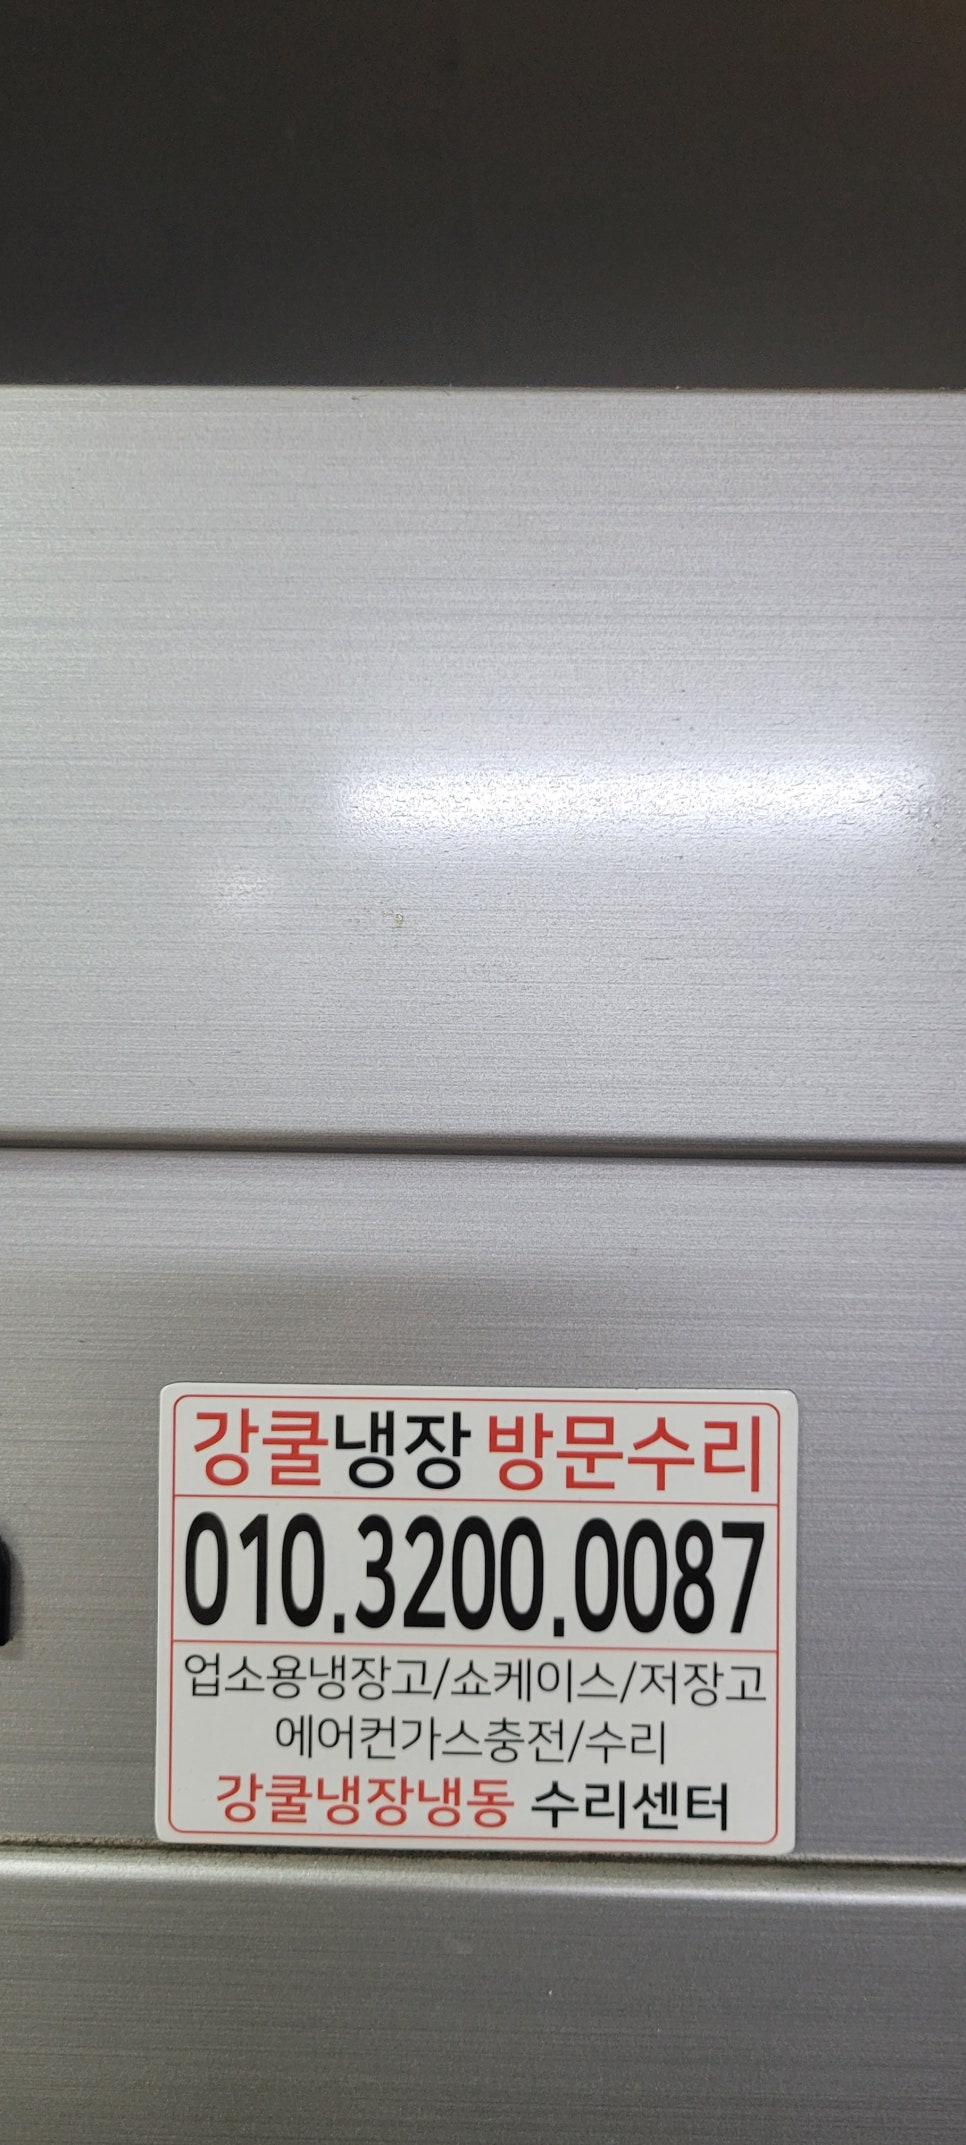 강쿨냉장 방문수리
010.3200.0087
업소용냉장고/쇼케이스/저장고
에어컨가스충전/수리
강쿨냉장냉동 수리센터